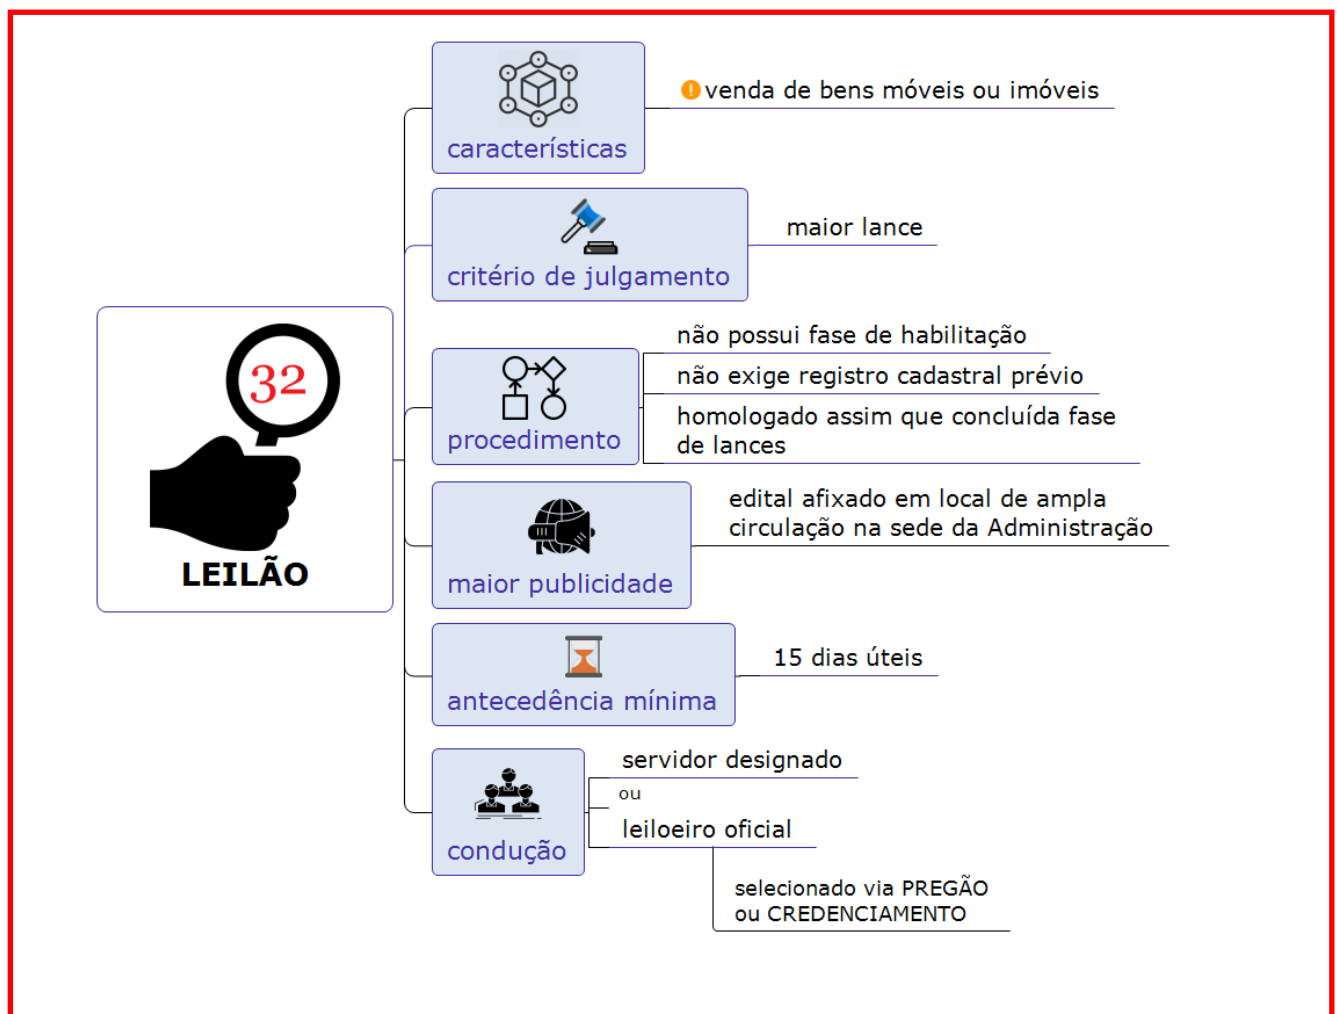 32
LEILÃO
características
venda de bens móveis ou imóveis
critério de julgamento
maior lance
procedimento
não possui fase de habilitação
não exige registro cadastral prévio
homologado assim que concluída fase
de lances
maior publicidade
edital afixado em local de ampla
circulação na sede da Administração
antecedência mínima
15 dias úteis
condução
servidor designado
ou
leiloeiro oficial
selecionado via PREGÃO
ou CREDENCIAMENTO